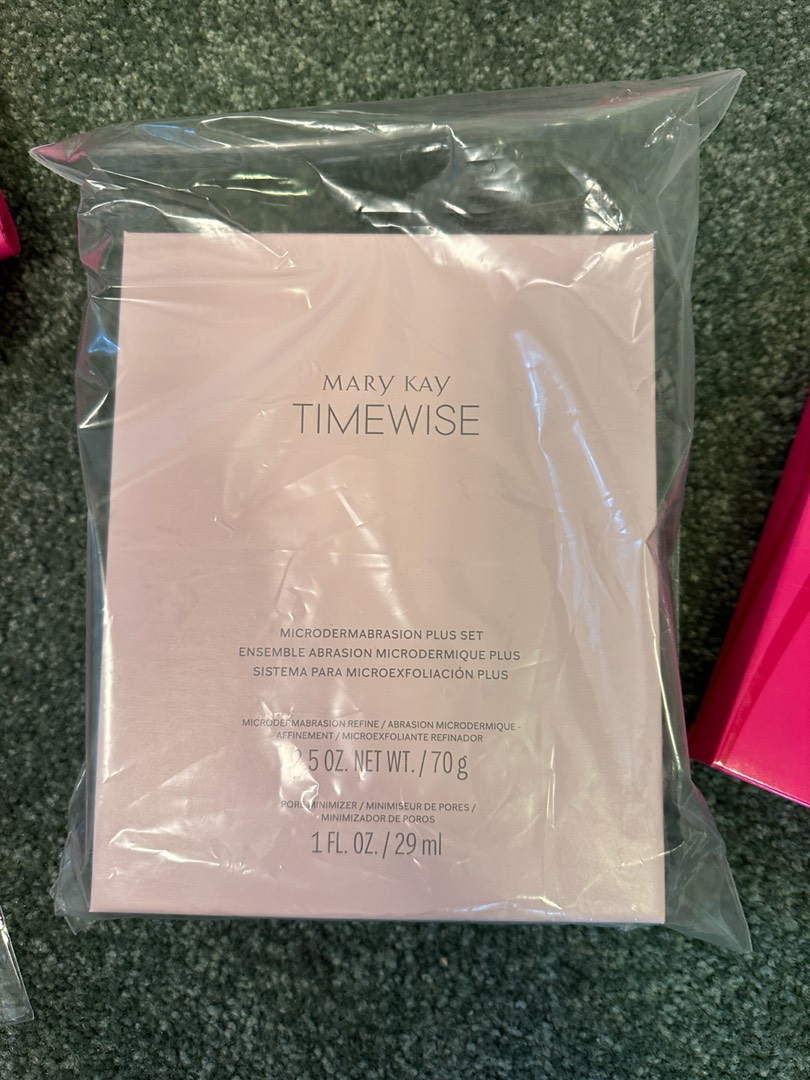 MARY KAY
TIMEWISE
MICRODERMABRASION PLUS SET
ENSEMBLE ABRASION MICRODERMIQUE PLUS
SISTEMA PARA MICROEXFOLIACIÓN PLUS
MICRODERMABRASION REFINE / ABRASION MICRODERMIQUE -
AFFINEMENT / MICROEXFOLIANTE REFINADOR
2.5 OZ. NET WT. / 70 g
PORE MINIMIZER / MINIMISEUR DE PORES /
MINIMIZADOR DE POROS
1 FL. OZ. / 29 ml